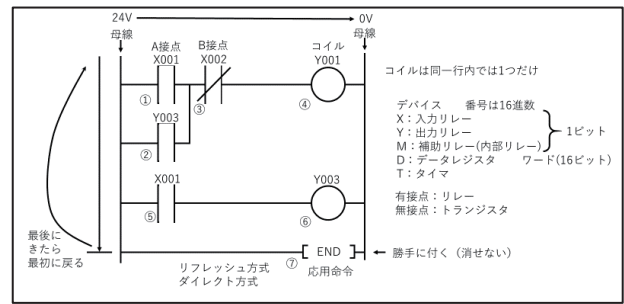 24V
0V
母線
母線
A接点
B接点
コイル
X001
X002
Y001
①
③
④
Y003
②
X001
Y003
⑤
⑥
END
⑦
応用命令
リフレッシュ方式
ダイレクト方式
最後に
きたら
最初に戻る
コイルは同一行内では1つだけ
デバイス 番号は16進数
X：入力リレー
Y：出力リレー
1ビット
M：補助リレー(内部リレー)
D：データレジスタ ワード(16ビット)
T：タイマ
有接点：リレー
無接点：トランジスタ
勝手に付く（消せない）